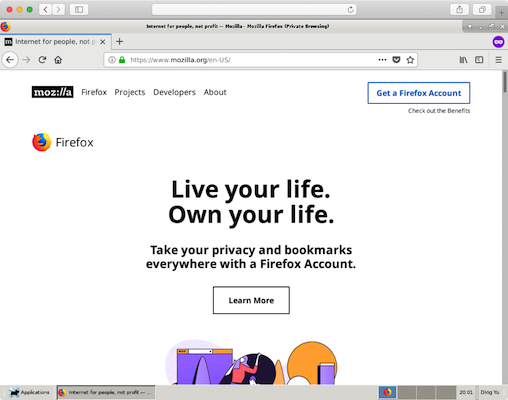 Internet for people, not profit — Mozilla - Mozilla Firefox (Private Browsing)
Internet for people, not p
https://www.mozilla.org/en-US/
moz://a
Firefox Projects Developers About
Get a Firefox Account
Check out the Benefits
Firefox
Live your life.
Own your life.
Take your privacy and bookmarks
everywhere with a Firefox Account.
Learn More
Applications
Internet for people, not profit — ...
20:01
Ding Yu